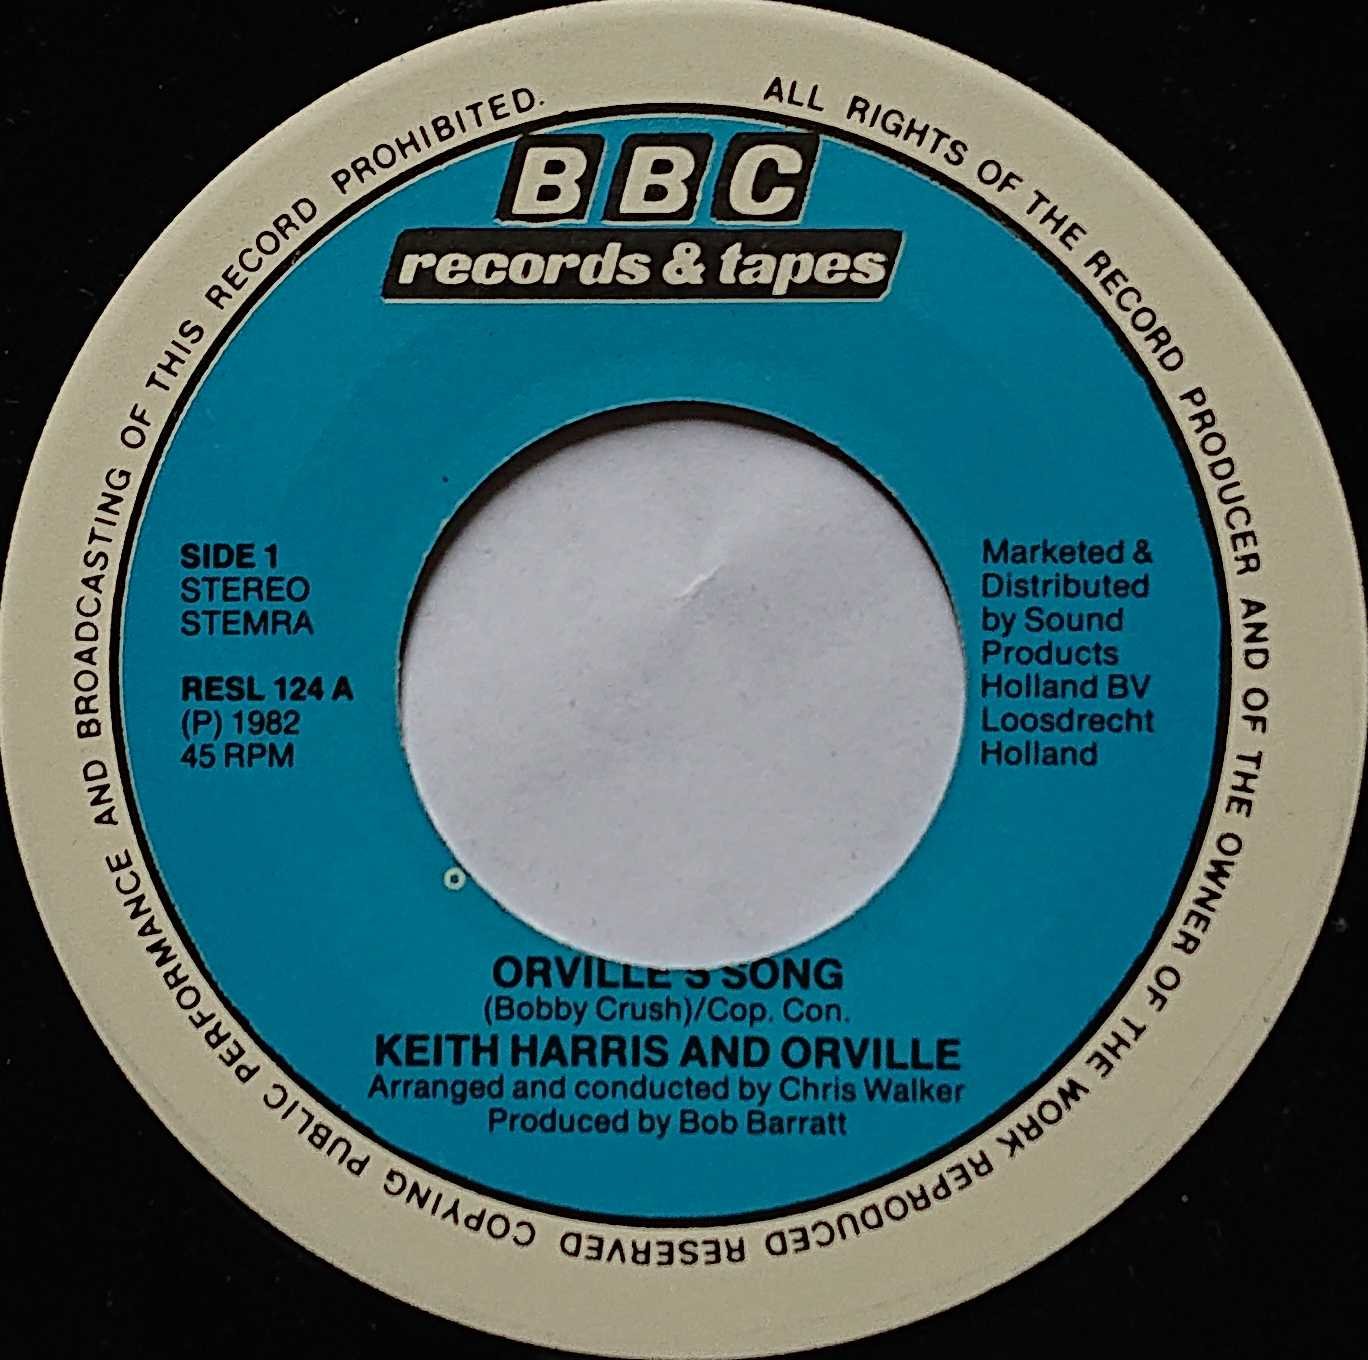 ALL RIGHTS OF THE RECORD PRODUCER AND OF THE OWNER OF THE WORK REPRODUCED RESERVED COPYING PUBLIC PERFORMANCE AND BROADCASTING OF THIS RECORD PROHIBITED.
BBC
records & tapes
SIDE 1
STEREO
STEMRA
RESL 124 A
(P) 1982
45 RPM
Marketed &
Distributed
by Sound
Products
Holland BV
Loosdrecht
Holland
ORVILLE'S SONG
(Bobby Crush)/Cop. Con.
KEITH HARRIS AND ORVILLE
Arranged and conducted by Chris Walker
Produced by Bob Barratt